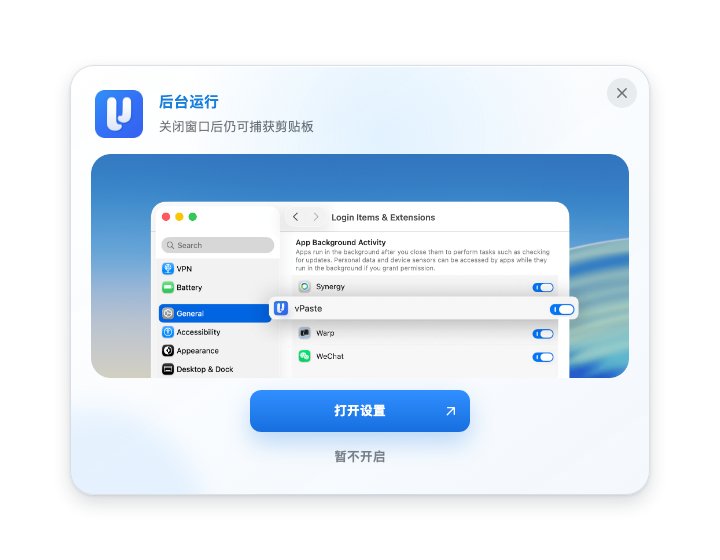 后台运行
关闭窗口后仍可捕获剪贴板
Login Items & Extensions
Search
VPN
Battery
General
Accessibility
Appearance
Desktop & Dock
App Background Activity
Apps run in the background after you close them to perform tasks such as checking
for updates. Personal data and device sensors can be accessed by apps while they
run in the background if you grant permission.
Synergy
vPaste
Warp
WeChat
打开设置
暂不开启